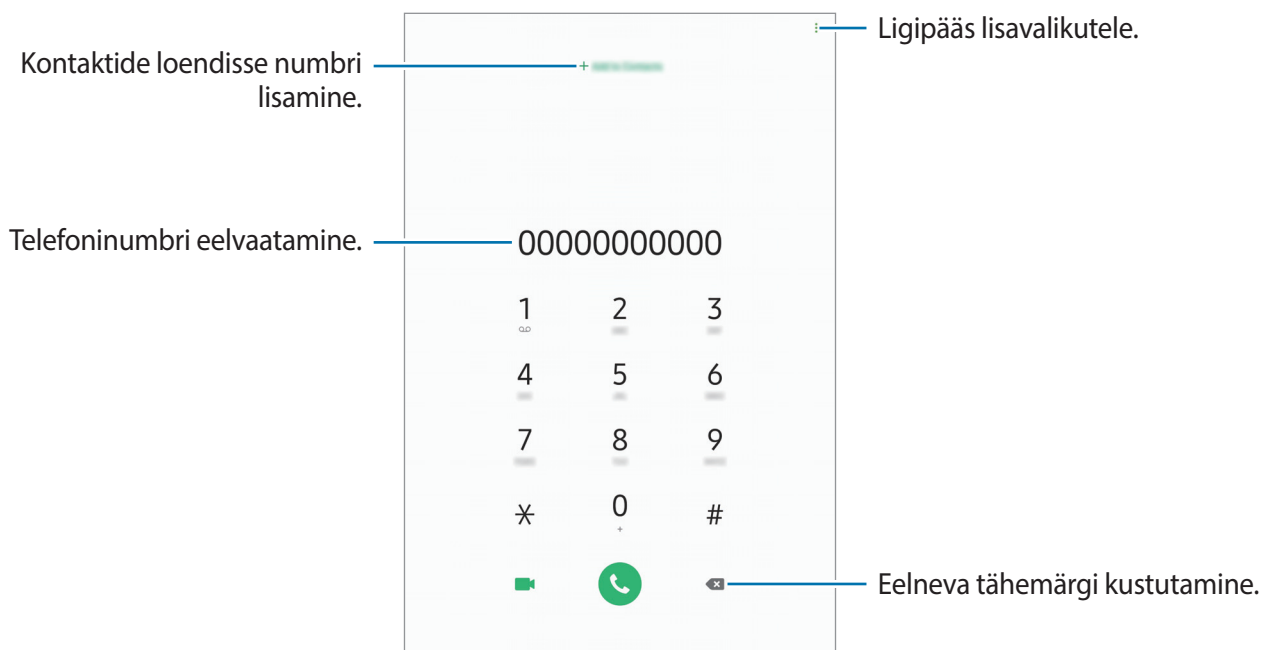 Ligipääs lisavalikutele.
Kontaktide loendisse numbri
lisamine.
+
Telefoninumbri eelvaatamine.
00000000000
1 2 3
4 5 6
7 8 9
* 0 #
+
Eelneva tähemärgi kustutamine.